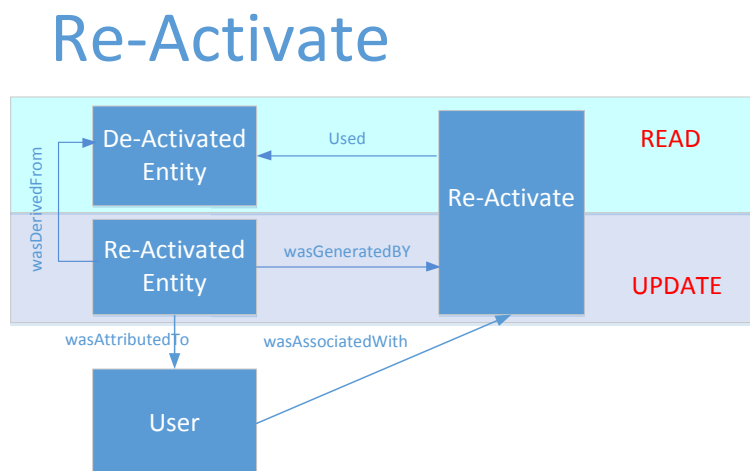 Re-Activate
De-Activated
Entity
Used
READ
wasDerivedFrom
Re-Activate
Re-Activated
Entity
wasGeneratedBY
UPDATE
wasAttributedTo
wasAssociatedWith
User